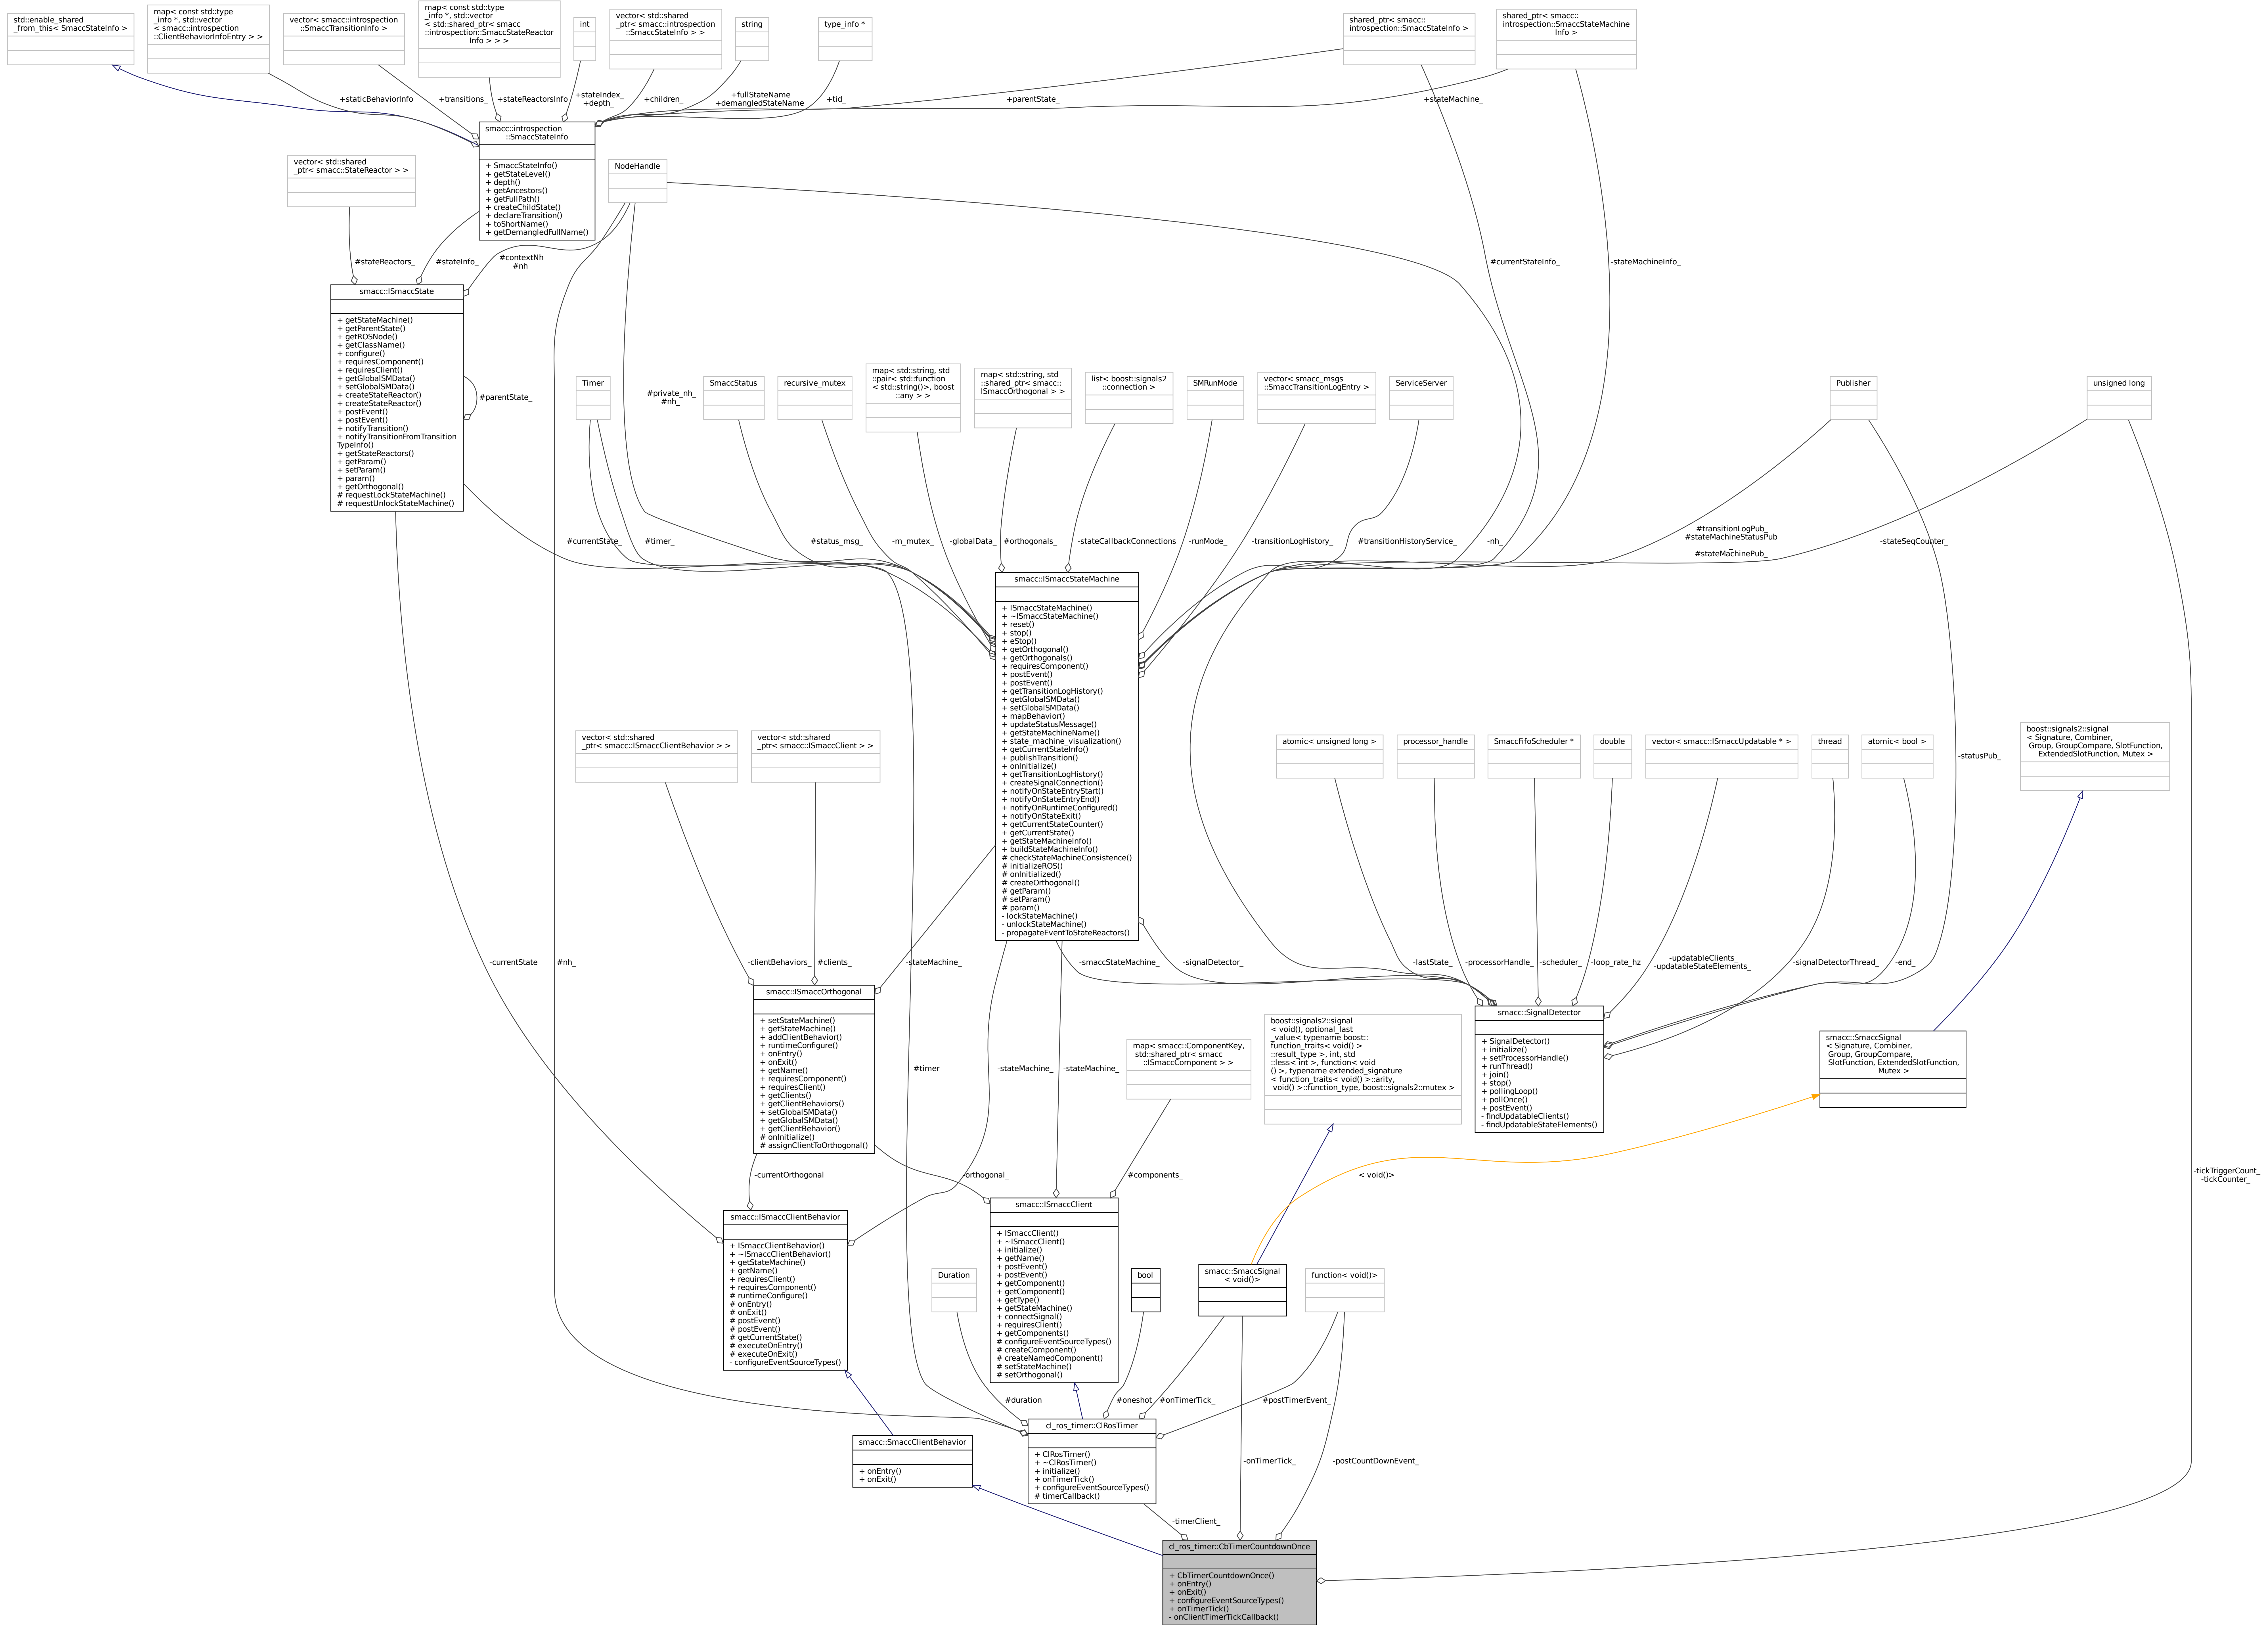 std::enable_shared
_from_this< SmaccStateInfo >
map< const std::type
_info *, std::vector
< smacc::introspection
::ClientBehaviorInfoEntry > >
vector< smacc::introspection
::SmaccTransitionInfo >
map< const std::type
_info *, std::vector
< std::shared_ptr< smacc
::introspection::SmaccStateReactor
Info > > >
int
vector< std::shared
_ptr< smacc::introspection
::SmaccStateInfo > >
string
type_info *
shared_ptr< smacc::
introspection::SmaccStateInfo >
shared_ptr< smacc::
introspection::SmaccStateMachine
Info >
+staticBehaviorInfo
+transitions_
+stateReactorsInfo
+stateIndex_
+depth_
+children_
+fullStateName
+demangledStateName
+tid_
+parentState_
+stateMachine_
smacc::introspection
::SmaccStateInfo
+ SmaccStateInfo()
+ getStateLevel()
+ depth()
+ getAncestors()
+ getFullPath()
+ createChildState()
+ declareTransition()
+ toShortName()
+ getDemangledFullName()
vector< std::shared
_ptr< smacc::StateReactor > >
NodeHandle
#stateReactors_
#stateInfo_
#contextNh
#nh
#currentStateInfo_
-stateMachineInfo_
smacc::ISmaccState
+ getStateMachine()
+ getParentState()
+ getROSNode()
+ getClassName()
+ configure()
+ requiresComponent()
+ requiresClient()
+ getGlobalSMData()
+ setGlobalSMData()
+ createStateReactor()
+ createStateReactor()
+ postEvent()
+ postEvent()
+ notifyTransition()
+ notifyTransitionFromTransition
TypeInfo()
+ getStateReactors()
+ getParam()
+ setParam()
+ param()
+ getOrthogonal()
# requestLockStateMachine()
# requestUnlockStateMachine()
#parentState_
Timer
#private_nh_
#nh_
SmaccStatus
recursive_mutex
map< std::string, std
::pair< std::function
< std::string()>, boost
::any > >
map< std::string, std
::shared_ptr< smacc::
ISmaccOrthogonal > >
list< boost::signals2
::connection >
SMRunMode
vector< smacc_msgs
::SmaccTransitionLogEntry >
ServiceServer
Publisher
unsigned long
#currentState_
#timer_
#status_msg_
-m_mutex_
-globalData_
#orthogonals_
-stateCallbackConnections
-runMode_
-transitionLogHistory_
#transitionHistoryService_
-nh_
#transitionLogPub_
#stateMachineStatusPub
_
#stateMachinePub_
-stateSeqCounter_
smacc::ISmaccStateMachine
+ ISmaccStateMachine()
+ ~ISmaccStateMachine()
+ reset()
+ stop()
+ eStop()
+ getOrthogonal()
+ getOrthogonals()
+ requiresComponent()
+ postEvent()
+ postEvent()
+ getTransitionLogHistory()
+ getGlobalSMData()
+ setGlobalSMData()
+ mapBehavior()
+ updateStatusMessage()
+ getStateMachineName()
+ state_machine_visualization()
+ getCurrentStateInfo()
+ publishTransition()
+ onInitialize()
+ getTransitionLogHistory()
+ createSignalConnection()
+ notifyOnStateEntryStart()
+ notifyOnStateEntryEnd()
+ notifyOnRuntimeConfigured()
+ notifyOnStateExit()
+ getCurrentStateCounter()
+ getCurrentState()
+ getStateMachineInfo()
+ buildStateMachineInfo()
# checkStateMachineConsistence()
# initializeROS()
# onInitialized()
# createOrthogonal()
# getParam()
# setParam()
# param()
- lockStateMachine()
- unlockStateMachine()
- propagateEventToStateReactors()
vector< std::shared
_ptr< smacc::ISmaccClientBehavior > >
vector< std::shared
_ptr< smacc::ISmaccClient > >
atomic< unsigned long >
processor_handle
SmaccFifoScheduler *
double
vector< smacc::ISmaccUpdatable * >
thread
atomic< bool >
-statusPub_
boost::signals2::signal
< Signature, Combiner,
Group, GroupCompare, SlotFunction,
ExtendedSlotFunction, Mutex >
-currentState
#nh_
-clientBehaviors_
#clients_
-stateMachine_
-smaccStateMachine_
-signalDetector_
-lastState_
-processorHandle_
-scheduler_
-loop_rate_hz
-updatableClients_
-updatableStateElements_
-signalDetectorThread_
-end_
smacc::ISmaccOrthogonal
+ setStateMachine()
+ getStateMachine()
+ addClientBehavior()
+ runtimeConfigure()
+ onEntry()
+ onExit()
+ getName()
+ requiresComponent()
+ requiresClient()
+ getClients()
+ getClientBehaviors()
+ setGlobalSMData()
+ getGlobalSMData()
+ getClientBehavior()
# onInitialize()
# assignClientToOrthogonal()
#timer
-stateMachine_
-stateMachine_
map< smacc::ComponentKey,
std::shared_ptr< smacc
::ISmaccComponent > >
boost::signals2::signal
< void(), optional_last
_value< typename boost::
function_traits< void() >
::result_type >, int, std
::less< int >, function< void
() >, typename extended_signature
< function_traits< void() >::arity,
void() >::function_type, boost::signals2::mutex >
smacc::SignalDetector
+ SignalDetector()
+ initialize()
+ setProcessorHandle()
+ runThread()
+ join()
+ stop()
+ pollingLoop()
+ pollOnce()
+ postEvent()
- findUpdatableClients()
- findUpdatableStateElements()
smacc::SmaccSignal
< Signature, Combiner,
Group, GroupCompare,
SlotFunction, ExtendedSlotFunction,
Mutex >
-currentOrthogonal
-orthogonal_
#components_
< void()>
-tickTriggerCount_
-tickCounter_
smacc::ISmaccClientBehavior
+ ISmaccClientBehavior()
+ ~ISmaccClientBehavior()
+ getStateMachine()
+ getName()
+ requiresClient()
+ requiresComponent()
# runtimeConfigure()
# onEntry()
# onExit()
# postEvent()
# postEvent()
# getCurrentState()
# executeOnEntry()
# executeOnExit()
- configureEventSourceTypes()
Duration
smacc::ISmaccClient
+ ISmaccClient()
+ ~ISmaccClient()
+ initialize()
+ getName()
+ postEvent()
+ postEvent()
+ getComponent()
+ getComponent()
+ getType()
+ getStateMachine()
+ connectSignal()
+ requiresClient()
+ getComponents()
# configureEventSourceTypes()
# createComponent()
# createNamedComponent()
# setStateMachine()
# setOrthogonal()
bool
smacc::SmaccSignal
< void()>
function< void()>
#duration
#oneshot
#onTimerTick_
#postTimerEvent_
smacc::SmaccClientBehavior
+ onEntry()
+ onExit()
cl_ros_timer::ClRosTimer
+ ClRosTimer()
+ ~ClRosTimer()
+ initialize()
+ onTimerTick()
+ configureEventSourceTypes()
# timerCallback()
-onTimerTick_
-postCountDownEvent_
-timerClient_
cl_ros_timer::CbTimerCountdownOnce
+ CbTimerCountdownOnce()
+ onEntry()
+ onExit()
+ configureEventSourceTypes()
+ onTimerTick()
- onClientTimerTickCallback()